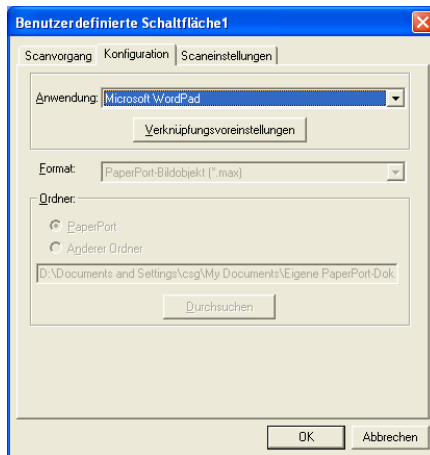 Benutzerdefinierte Schaltfläche1
Scanvorgang Konfiguration Scaneinstellungen
Anwendung: Microsoft WordPad
Verknüpfungsvoreinstellungen
Format: PaperPort-Bildobjekt (*.max)
Ordner:
PaperPort
Anderer Ordner
D:\Documents and Settings\csg\My Documents\Eigene PaperPort-Dok
Durchsuchen
OK Abbrechen